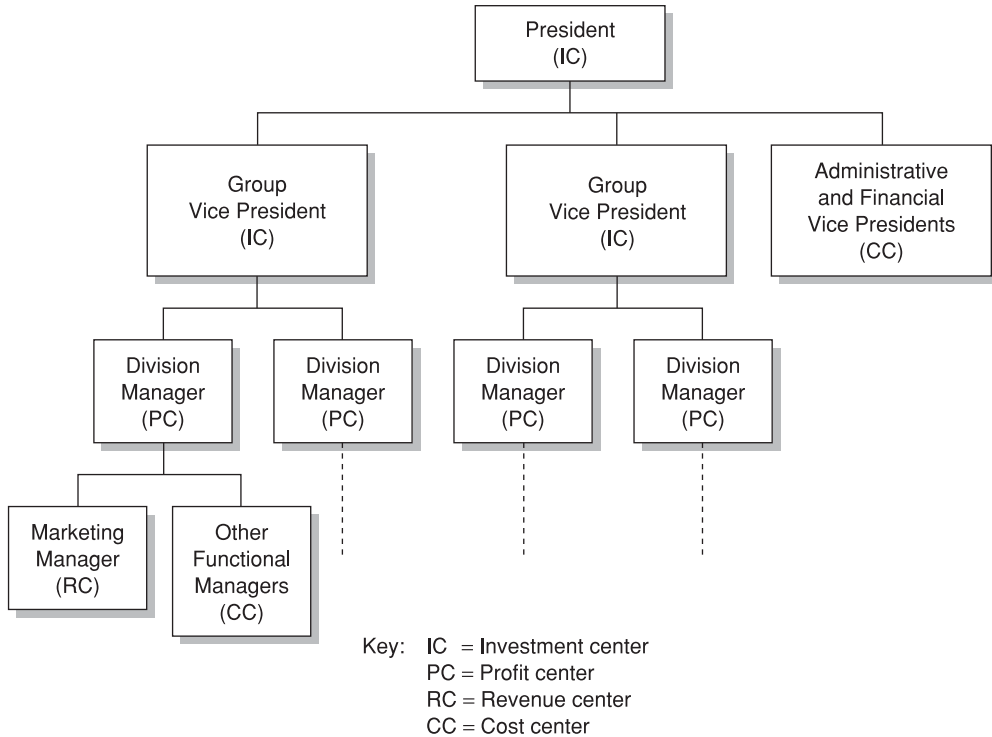 President
(IC)
Group
Vice President
(IC)
Group
Vice President
(IC)
Administrative
and Financial
Vice Presidents
(CC)
Division
Manager
(PC)
Division
Manager
(PC)
Division
Manager
(PC)
Division
Manager
(PC)
Marketing
Manager
(RC)
Other
Functional
Managers
(CC)
Key: IC = Investment center
PC = Profit center
RC = Revenue center
CC = Cost center